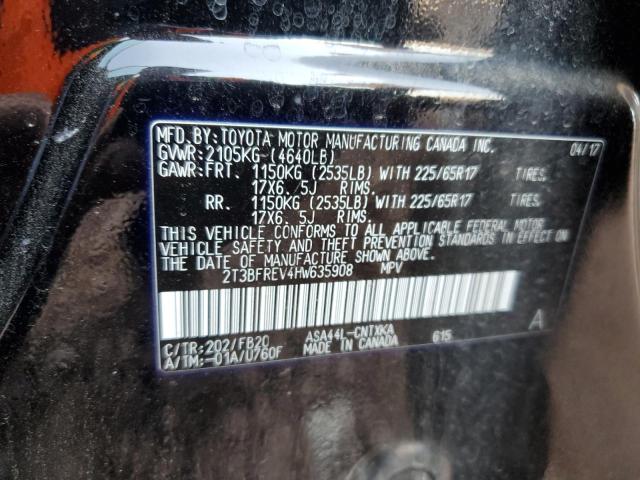 MFD.BY:TOYOTA MOTOR MANUFACTURING CANADA INC. 04/17
GVWR:2105KG (4640LB)
GAWR:FRT. 1150KG (2535LB) WITH 225/65R17 TIRES.
17X6.5J RIMS.
RR. 1150KG (2535LB) WITH 225/65R17 TIRES.
17X6.5J RIMS.
THIS VEHICLE CONFORMS TO ALL APPLICABLE FEDERAL MOTOR
VEHICLE SAFETY AND THEFT PREVENTION STANDARDS IN EFFECT ON
THE DATE OF MANUFACTURE SHOWN ABOVE.
2T3BFREV4HW635908 MPV
C/TR:202/FB20 ASA44L-CNTXKA 615 A
A/TM:-01A/U760F MADE IN CANADA